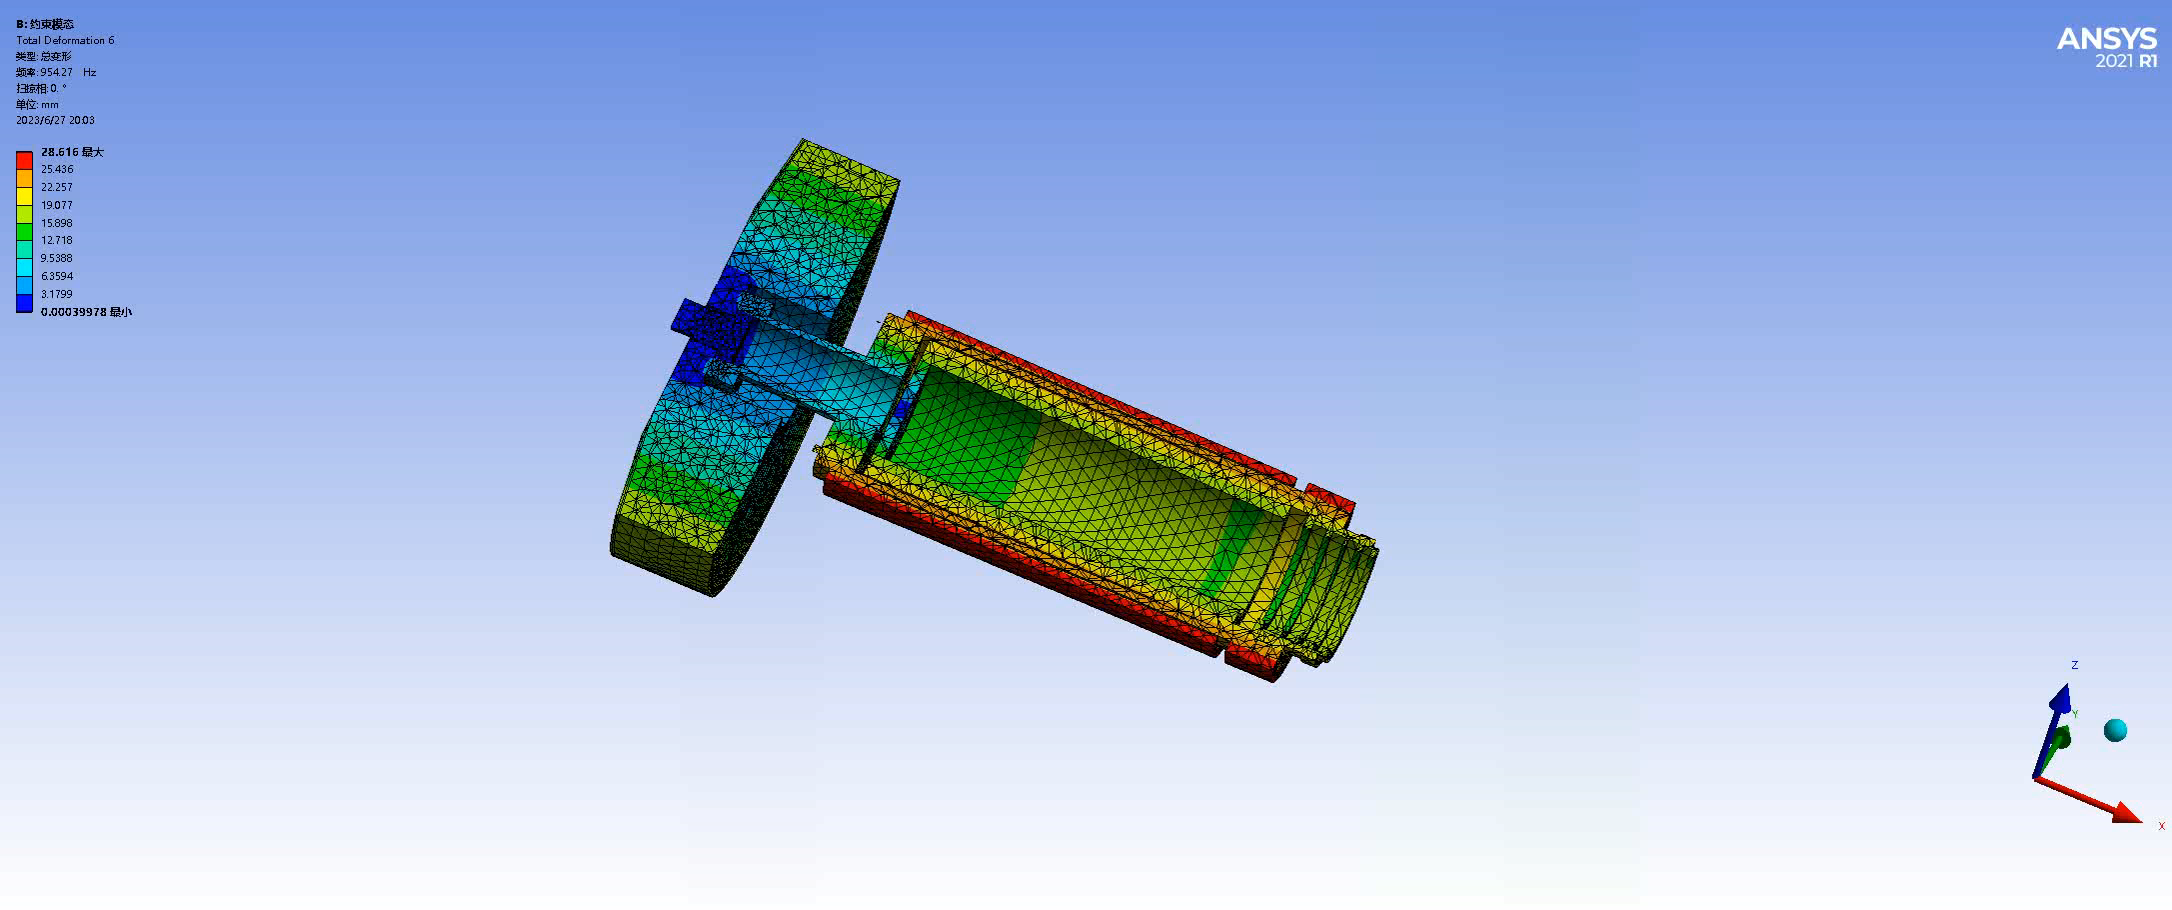 B: 约束模态
Total Deformation 6
类型: 总变形
频率: 954.27 Hz
扫掠相: 0. °
单位: mm
2023/6/27 20:03
28.616 最大
25.436
22.257
19.077
15.898
12.718
9.5388
6.3594
3.1799
0.00039978 最小
ANSYS
2021 R1
Z
Y
X